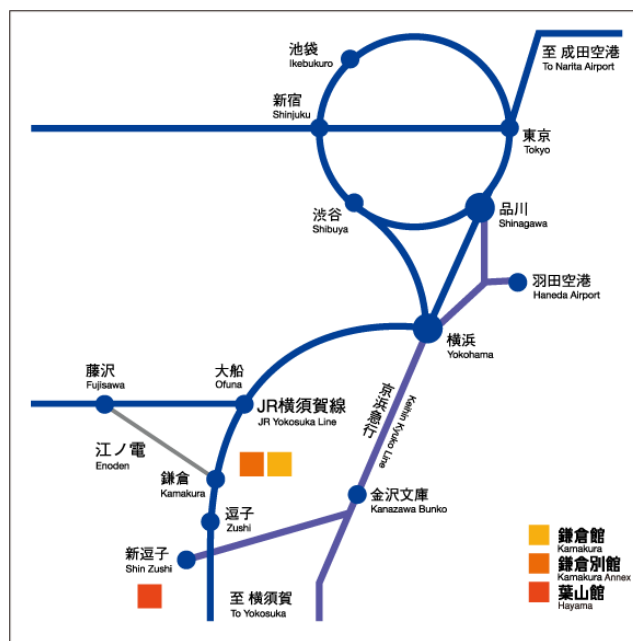 池袋
Ikebukuro
至 成田空港
To Narita Airport
新宿
Shinjuku
東京
Tokyo
渋谷
Shibuya
品川
Shinagawa
羽田空港
Haneda Airport
横浜
Yokohama
藤沢
Fujisawa
大船
Ofuna
JR横須賀線
JR Yokosuka Line
京浜急行
Keihin Kyuko Line
江ノ電
Enoden
鎌倉
Kamakura
金沢文庫
Kanazawa Bunko
逗子
Zushi
新逗子
Shin Zushi
至 横須賀
To Yokosuka
鎌倉館
Kamakura
鎌倉別館
Kamakura Annex
葉山館
Hayama